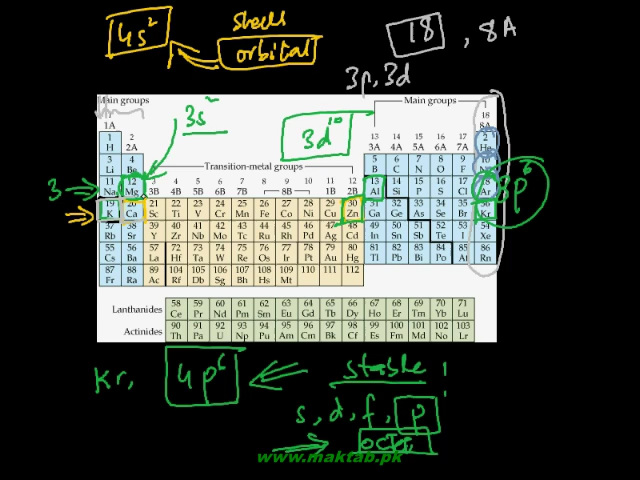 4s² shells
orbital
18 , 8A
3p, 3d
Main groups Main groups
1A 18
2 8A
2A 13 14 15 16 17
3A 4A 5A 6A 7A
3s² 3d¹⁰
Transition-metal groups
3 4 5 6 7 8 9 10 11 12
3B 4B 5B 6B 7B 8B 1B 2B
1 2
H He
3 4 5 6 7 8 9 10
Li Be B C N O F
3 11 12 13 14 15 16 17 18 3p⁶
Na Mg Al Si P S Cl Ar
19 20 21 22 23 24 25 26 27 28 29 30 31 32 33 34 35 36
K Ca Sc Ti V Cr Mn Fe Co Ni Cu Zn Ga Ge As Se Br Kr
37 38 39 40 41 42 43 44 45 46 47 48 49 50 51 52 53 54
Rb Sr Y Zr Nb Mo Tc Ru Rh Pd Ag Cd In Sn Sb Te I Xe
55 56 57 72 73 74 75 76 77 78 79 80 81 82 83 84 85 86
Cs Ba La Hf Ta W Re Os Ir Pt Au Hg Tl Pb Bi Po At Rn
87 88 89 104 105 106 107 108 109 110 111 112
Fr Ra Ac Rf Db Sg Bh Hs Mt
Lanthanides 58 59 60 61 62 63 64 65 66 67 68 69 70 71
Ce Pr Nd Pm Sm Eu Gd Tb Dy Ho Er Tm Yb Lu
Actinides 90 91 92 93 94 95 96 97 98 99 100 101 102 103
Th Pa U Np Pu Am Cm Bk Cf Es Fm Md No Lr
Kr, 4p⁶ stable
s, d, f, p
octet
www.maktab.pk